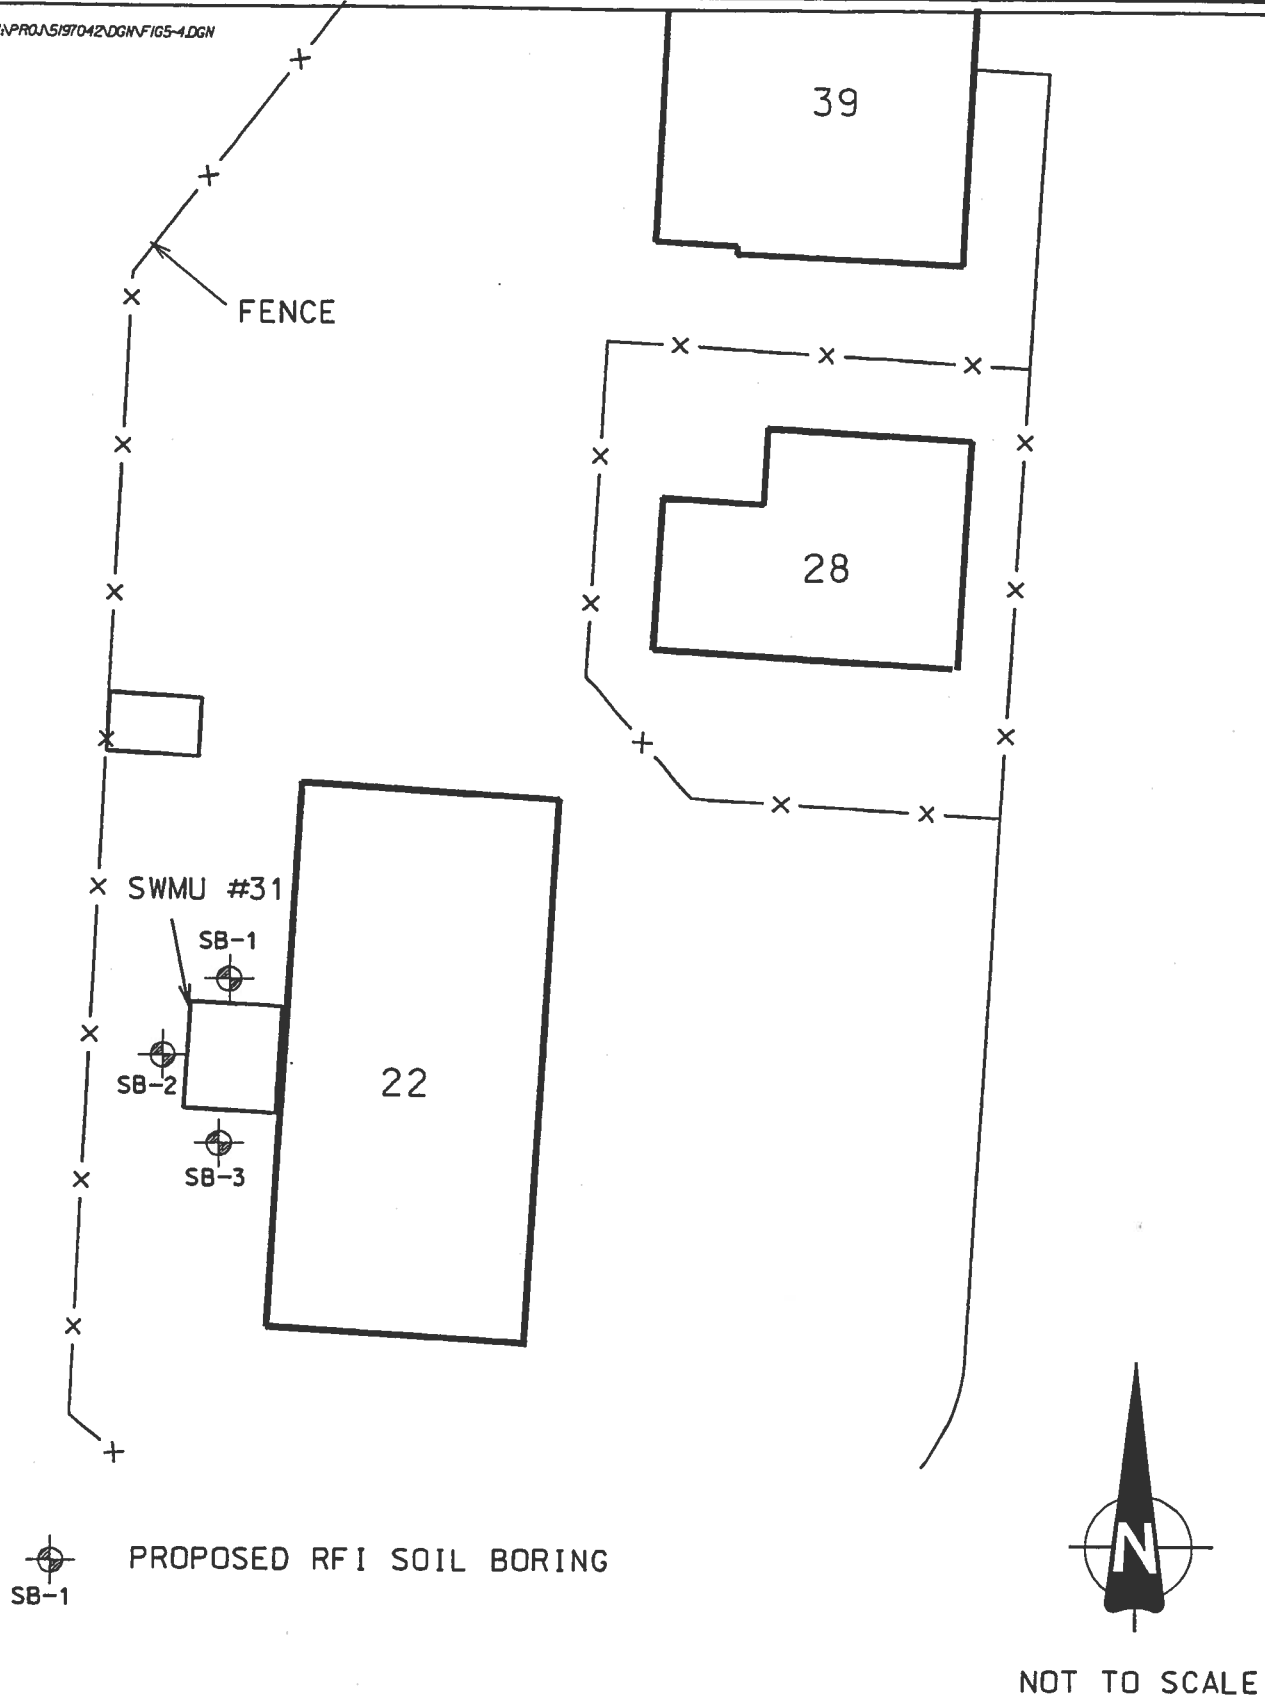 :\PROJ\5197042\DGN\FIG5-4.DGN
39
FENCE
28
SWMU #31
SB-1
SB-2
22
SB-3
PROPOSED RFI SOIL BORING
SB-1
N
NOT TO SCALE